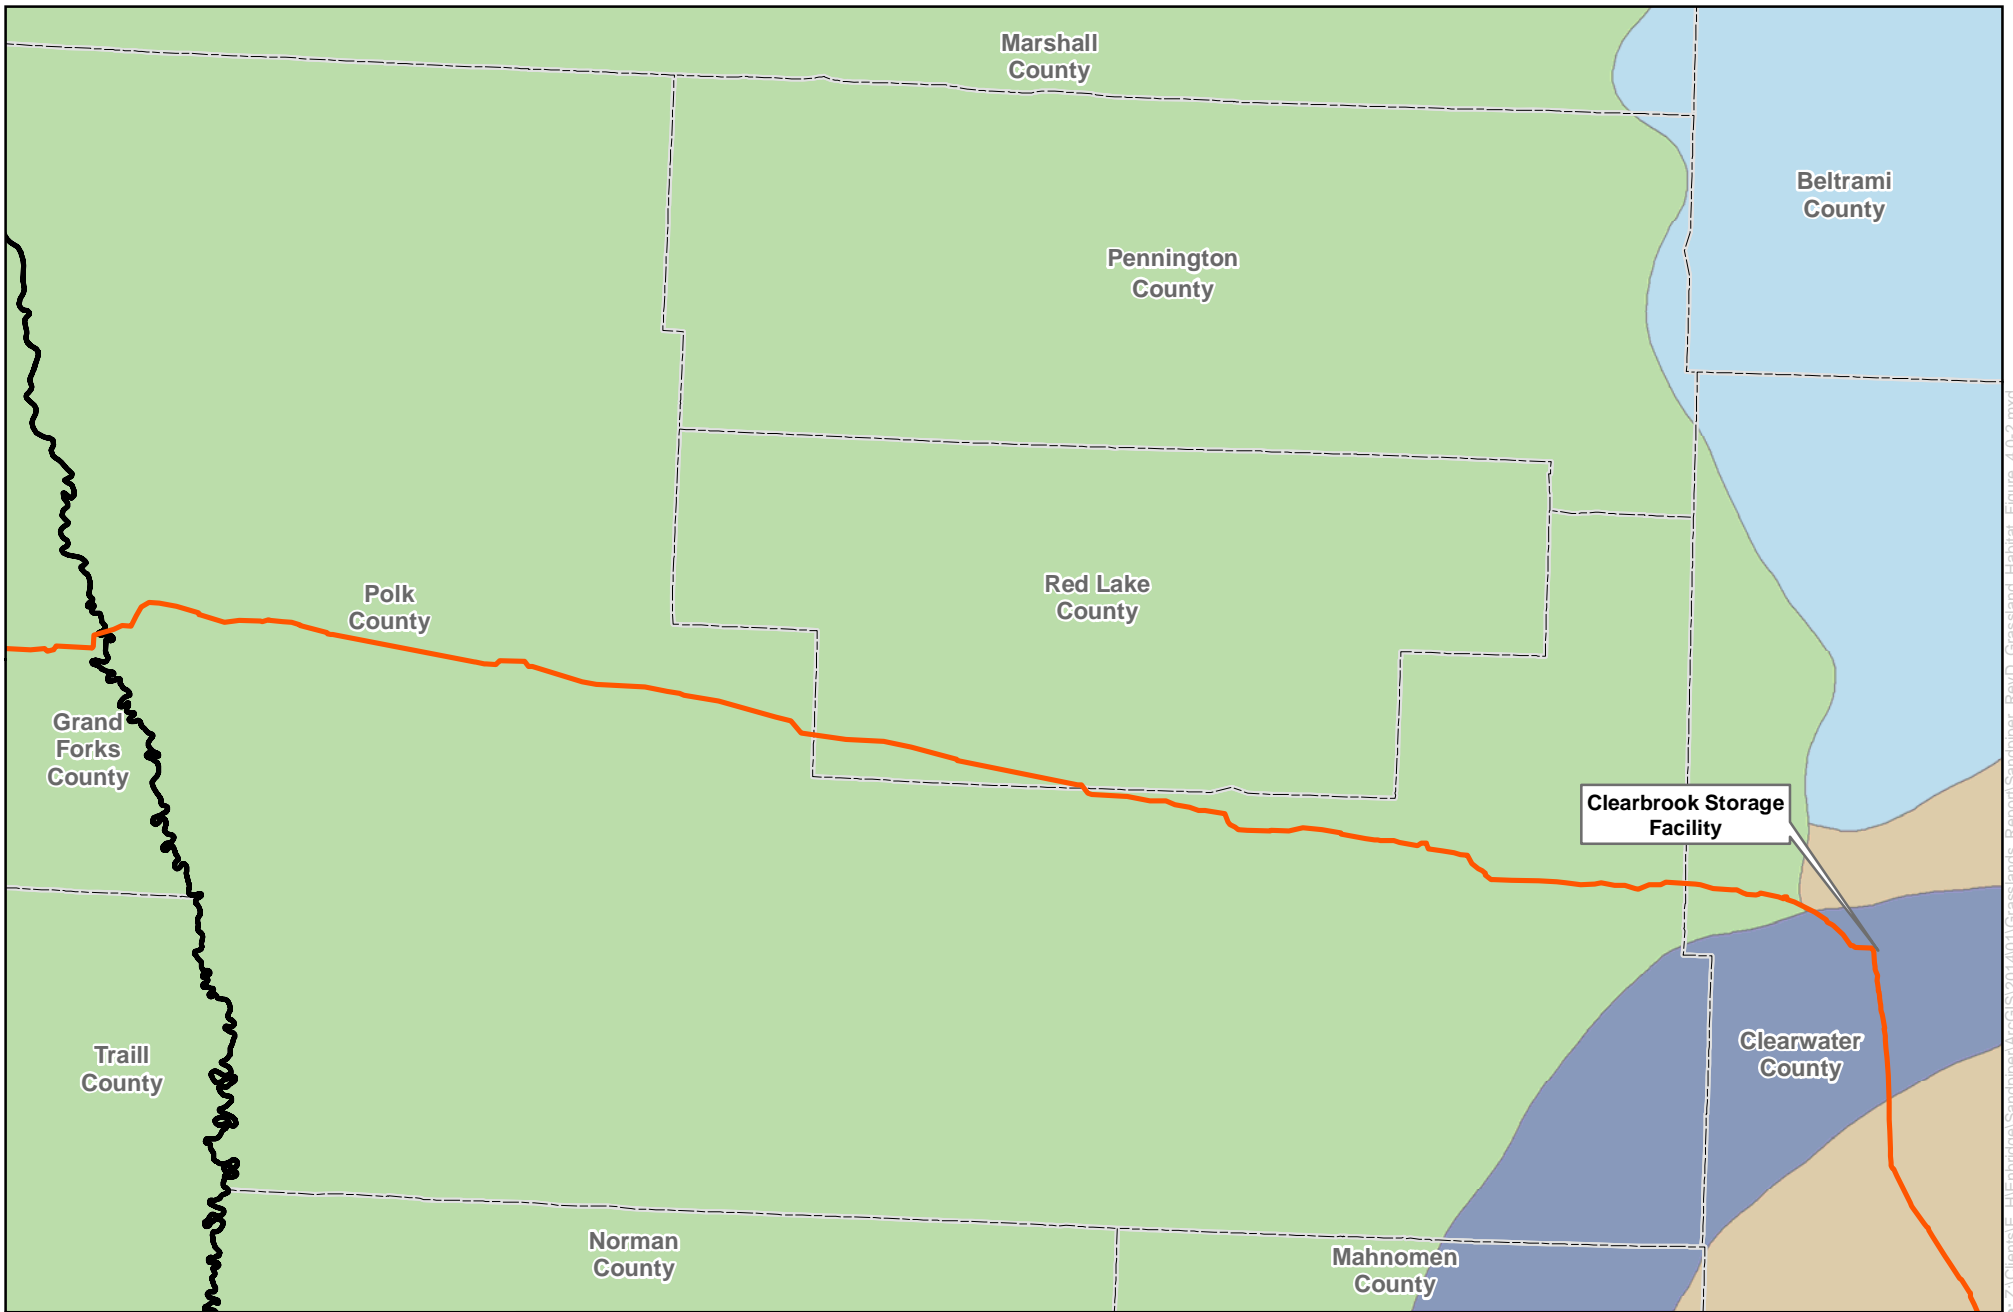 Marshall
County
Beltrami
County
Pennington
County
Polk
County
Red Lake
County
Grand
Forks
County
Clearbrook Storage
Facility
Traill
County
Clearwater
County
Norman
County
Mahnomen
County